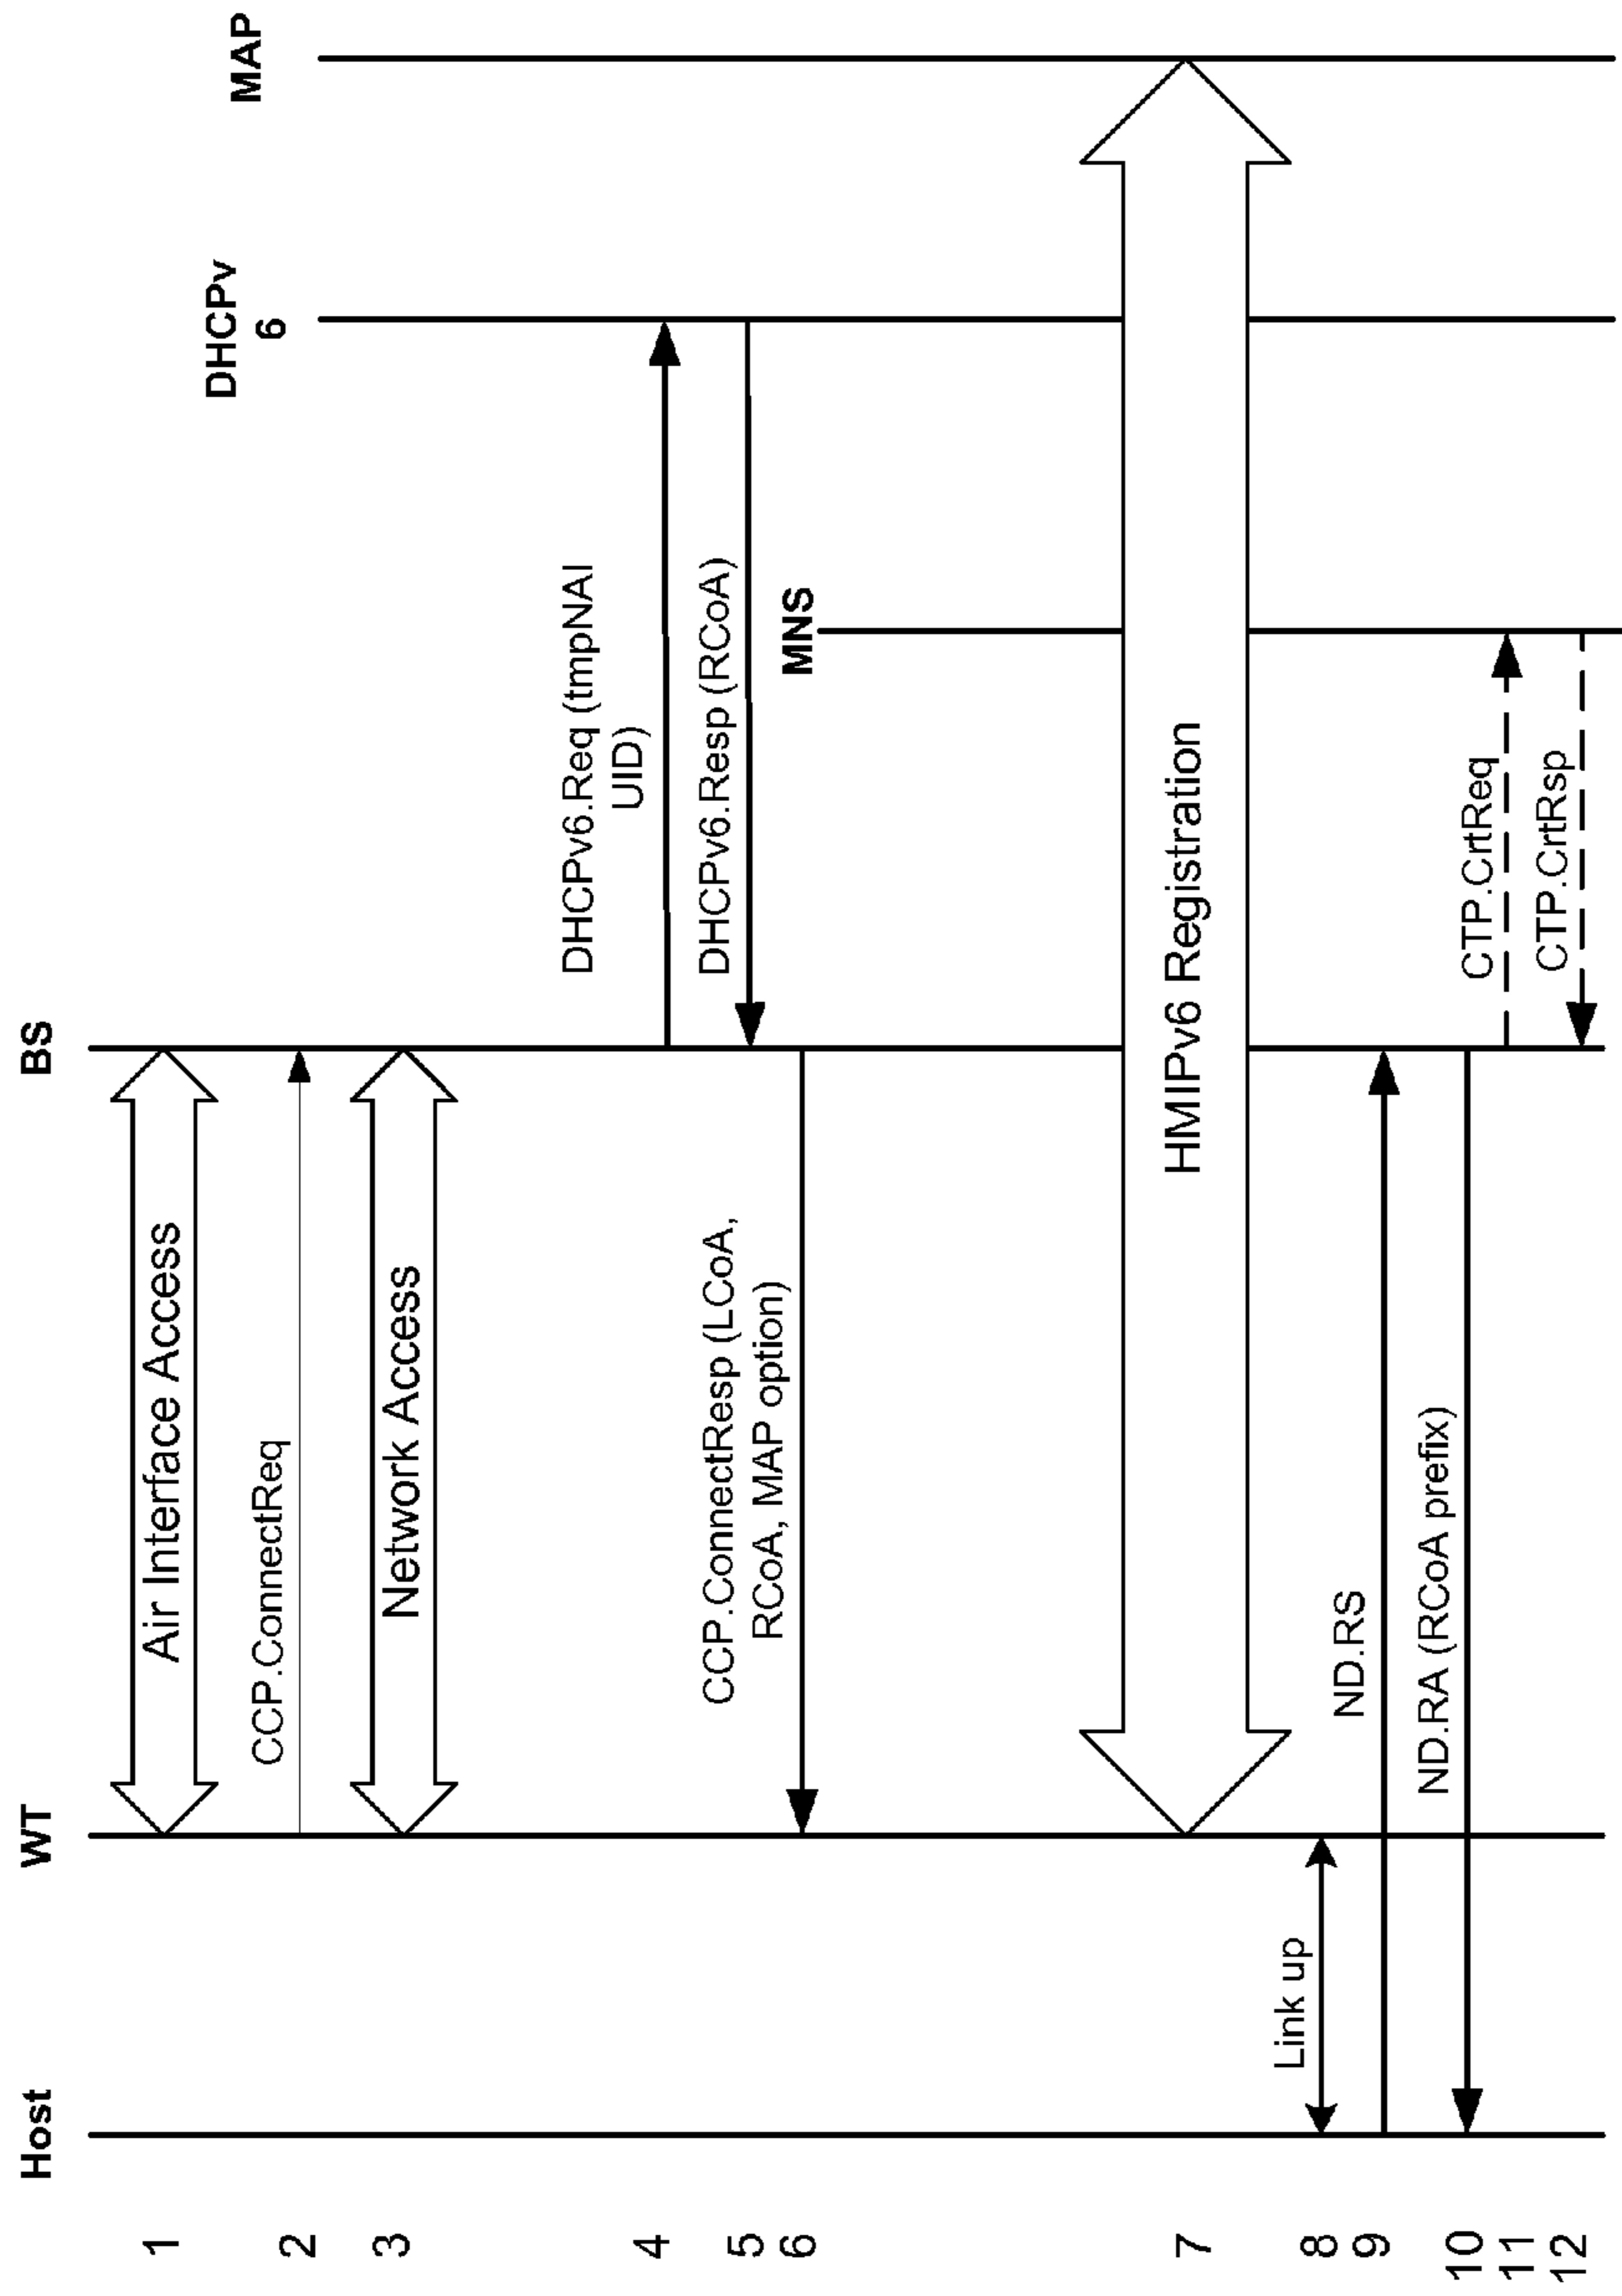 Host
WT
BS
DHCPv
6
MAP
1
Air Interface Access
2
CCP.ConnectReq
3
Network Access
4
DHCPv6.Req (tmpNAI
UID)
5
DHCPv6.Resp (RCoA)
6
CCP.ConnectResp (LCoA,
RCoA, MAP option)
MNS
7
HMIPv6 Registration
8
Link up
9
ND.RS
10
ND.RA (RCoA prefix)
11
CTP.CrtReq
12
CTP.CrtRsp